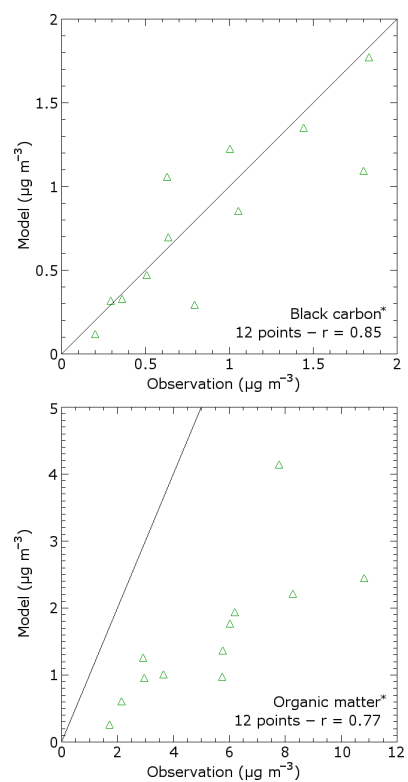 2
1.5
1
0.5
0
Model (μg m⁻³)
Black carbon*
12 points − r = 0.85
0 0.5 1 1.5 2
Observation (μg m⁻³)
5
4
3
2
1
0
Model (μg m⁻³)
Organic matter*
12 points − r = 0.77
0 2 4 6 8 10 12
Observation (μg m⁻³)